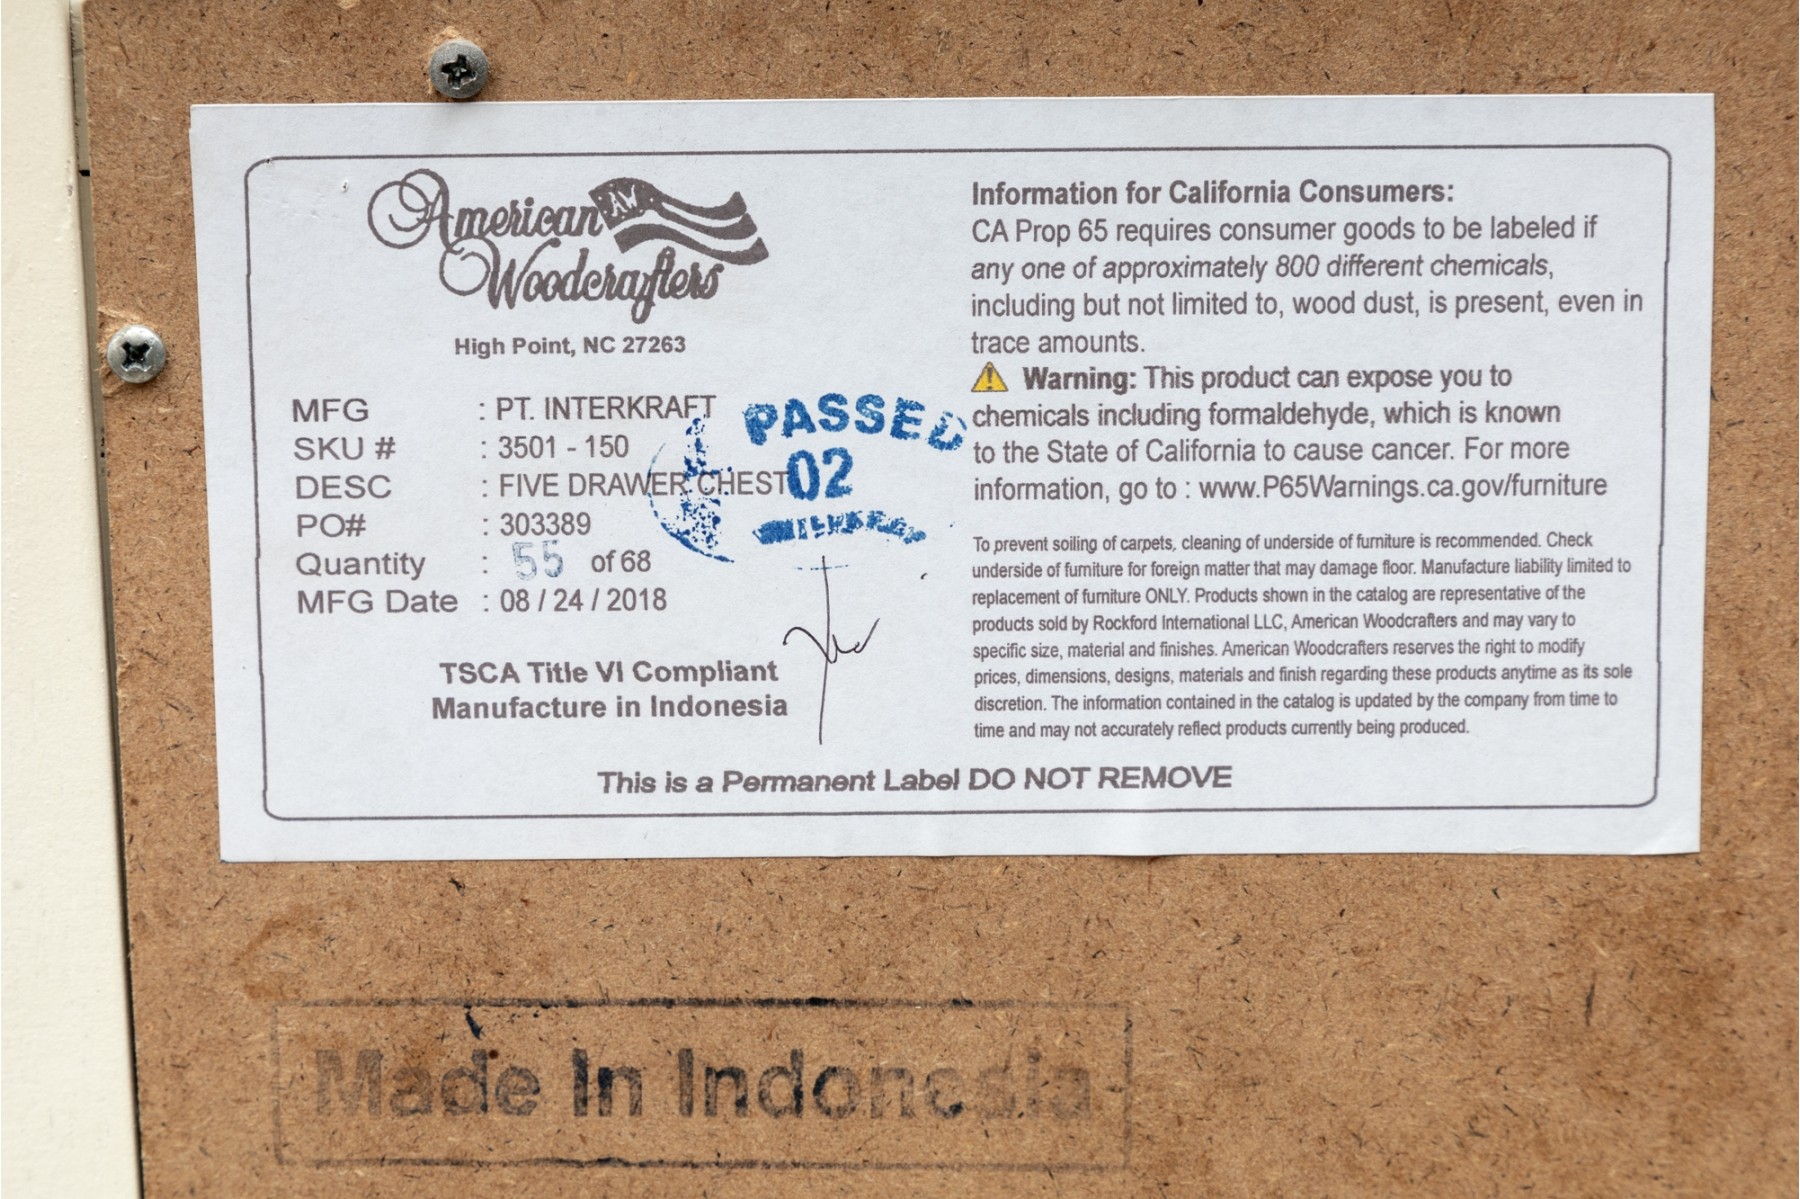 American AW
Woodcrafters
High Point, NC 27263
MFG : PT. INTERKRAFT
SKU # : 3501 - 150
DESC : FIVE DRAWER CHEST
PO# : 303389
Quantity : 55 of 68
MFG Date : 08 / 24 / 2018
PASSED
02
TSCA Title VI Compliant
Manufacture in Indonesia
Information for California Consumers:
CA Prop 65 requires consumer goods to be labeled if
any one of approximately 800 different chemicals,
including but not limited to, wood dust, is present, even in
trace amounts.
⚠ Warning: This product can expose you to
chemicals including formaldehyde, which is known
to the State of California to cause cancer. For more
information, go to : www.P65Warnings.ca.gov/furniture
To prevent soiling of carpets, cleaning of underside of furniture is recommended. Check
underside of furniture for foreign matter that may damage floor. Manufacture liability limited to
replacement of furniture ONLY. Products shown in the catalog are representative of the
products sold by Rockford International LLC, American Woodcrafters and may vary to
specific size, material and finishes. American Woodcrafters reserves the right to modify
prices, dimensions, designs, materials and finish regarding these products anytime as its sole
discretion. The information contained in the catalog is updated by the company from time to
time and may not accurately reflect products currently being produced.
This is a Permanent Label DO NOT REMOVE
Made In Indonesia